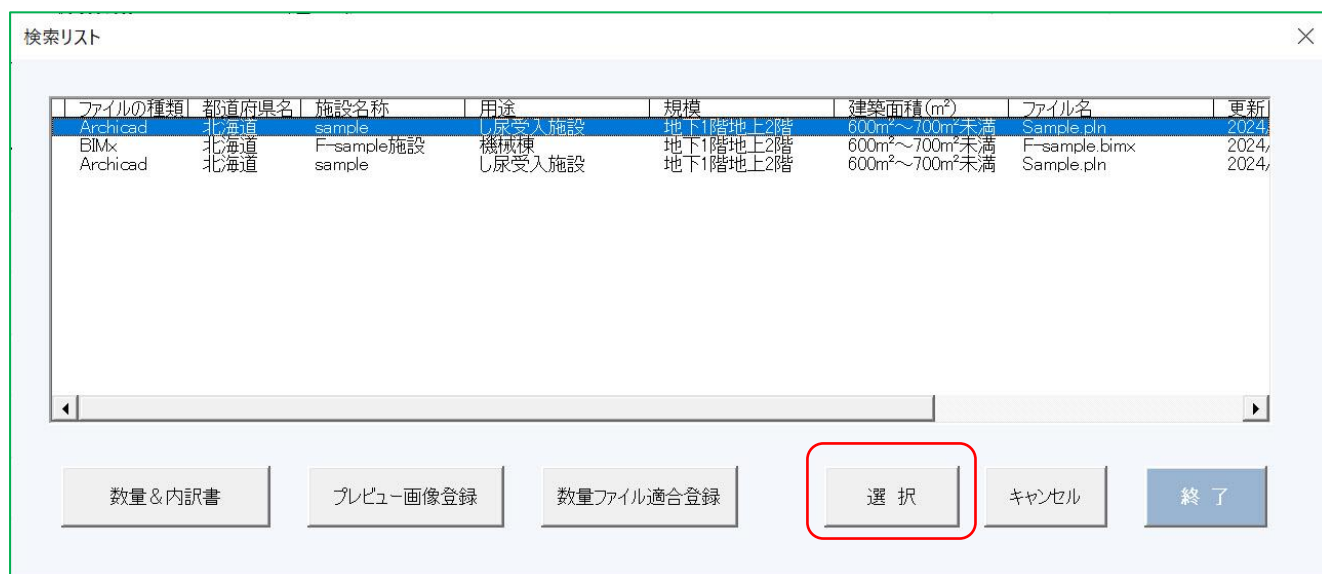 検索リスト
ファイルの種類 都道府県名 施設名称 用途 規模 建築面積(m²) ファイル名 更新
Archicad 北海道 sample し尿受入施設 地下1階地上2階 600m²～700m²未満 Sample.pln 2024/
BIMx 北海道 F-sample施設 機械棟 地下1階地上2階 600m²～700m²未満 F-sample.bimx 2024/
Archicad 北海道 sample し尿受入施設 地下1階地上2階 600m²～700m²未満 Sample.pln 2024/
数量&内訳書 プレビュー画像登録 数量ファイル適合登録 選 択 キャンセル 終 了